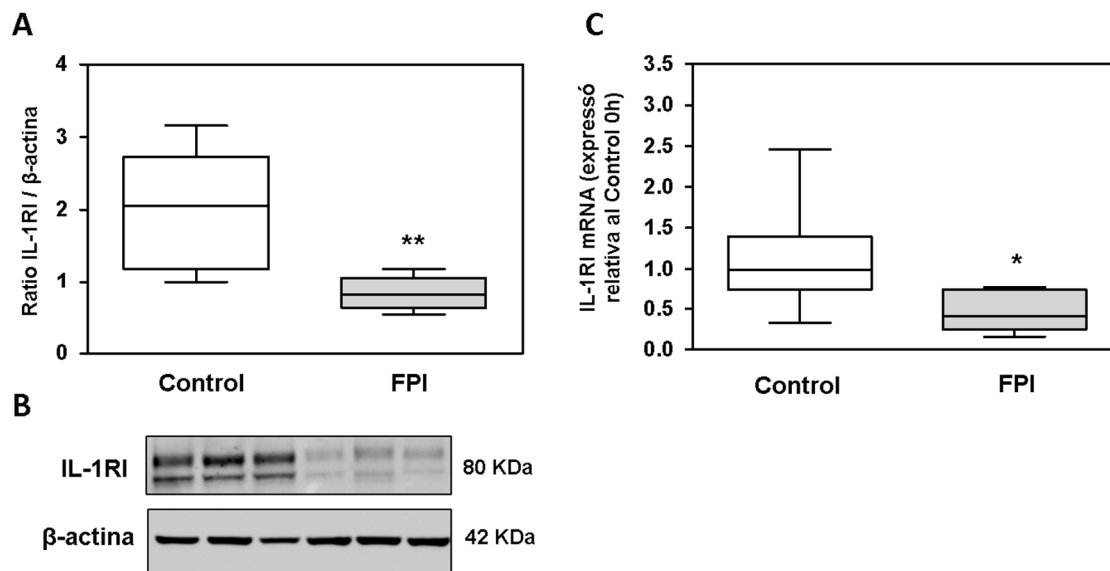 A
Ratio IL-1RI / β-actina
4
3
2
1
0
**
Control
FPI
B
IL-1RI
80 KDa
β-actina
42 KDa
C
IL-1RI mRNA (expressó
relativa al Control 0h)
3.5
3.0
2.5
2.0
1.5
1.0
0.5
0.0
*
Control
FPI